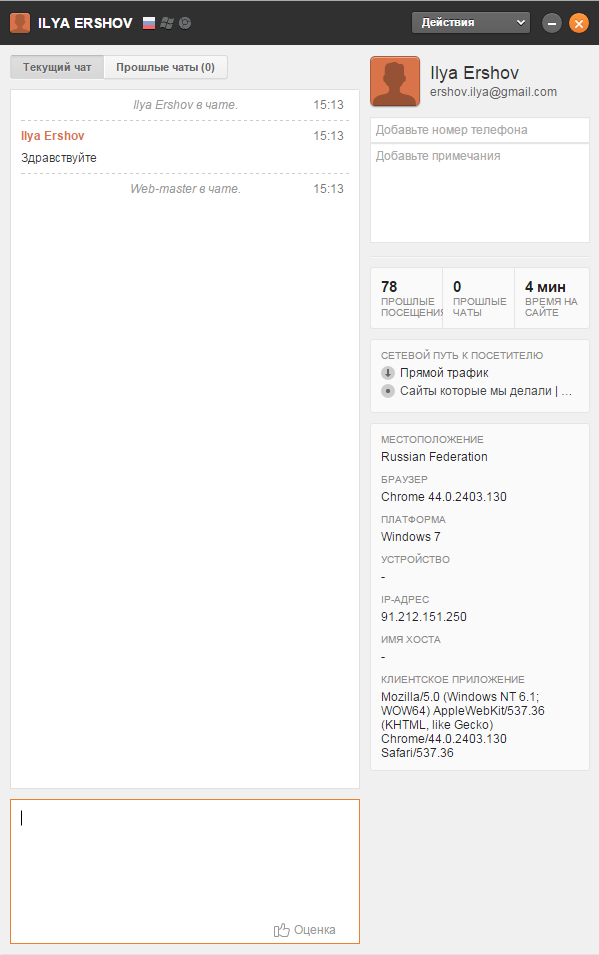 ILYA ERSHOV
Действия
Текущий чат
Прошлые чаты (0)
Ilya Ershov в чате. 15:13
Ilya Ershov 15:13
Здравствуйте
Web-master в чате. 15:13
Оценка
Ilya Ershov
ershov.ilya@gmail.com
Добавьте номер телефона
Добавьте примечания
78
ПРОШЛЫЕ
ПОСЕЩЕНИЯ
0
ПРОШЛЫЕ
ЧАТЫ
4 мин
ВРЕМЯ НА
САЙТЕ
СЕТЕВОЙ ПУТЬ К ПОСЕТИТЕЛЮ
Прямой трафик
Сайты которые мы делали | ...
МЕСТОПОЛОЖЕНИЕ
Russian Federation
БРАУЗЕР
Chrome 44.0.2403.130
ПЛАТФОРМА
Windows 7
УСТРОЙСТВО
-
IP-АДРЕС
91.212.151.250
ИМЯ ХОСТА
-
КЛИЕНТСКОЕ ПРИЛОЖЕНИЕ
Mozilla/5.0 (Windows NT 6.1;
WOW64) AppleWebKit/537.36
(KHTML, like Gecko)
Chrome/44.0.2403.130
Safari/537.36